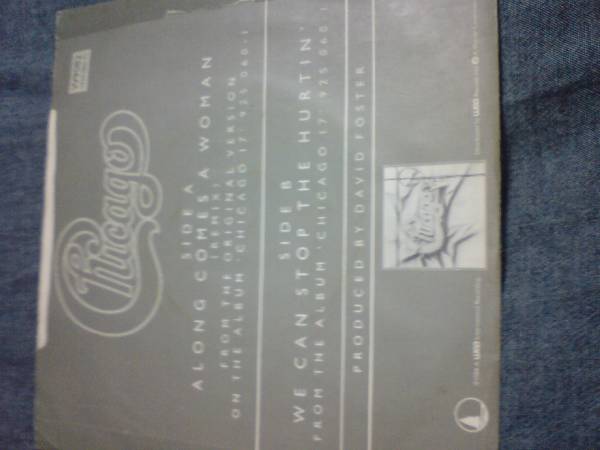 Chicago
SIDE A
ALONG COMES A WOMAN
(REMIX)
FROM THE ORIGINAL VERSION
ON THE ALBUM 'CHICAGO 17' 925 060-1
SIDE B
WE CAN STOP THE HURTIN'
FROM THE ALBUM 'CHICAGO 17' 925 060-1
PRODUCED BY DAVID FOSTER
Chicago